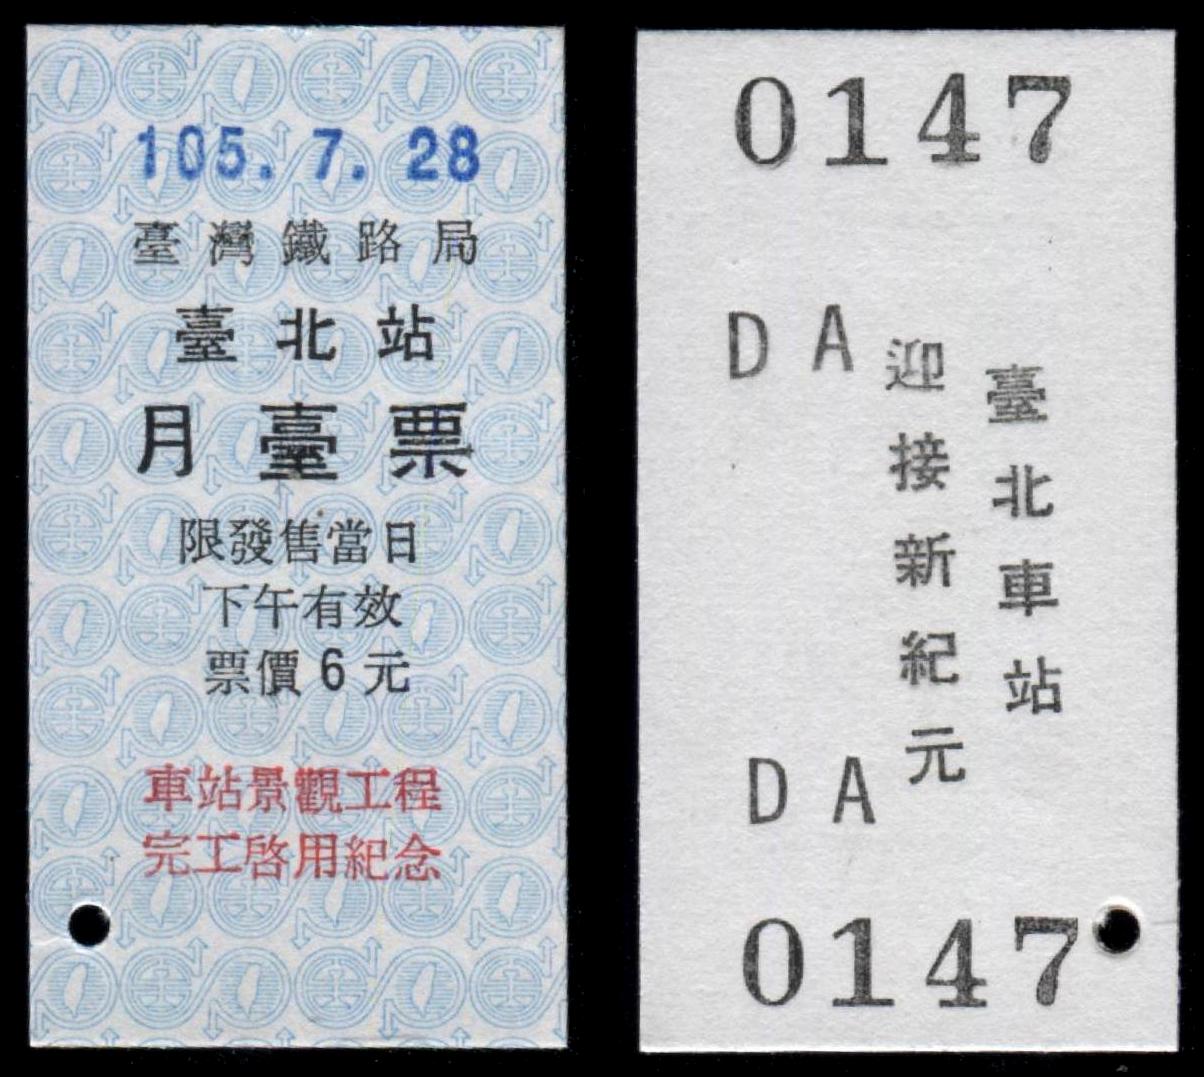 105. 7. 28
臺灣鐵路局
臺北站
月臺票
限發售當日
下午有效
票價6元
車站景觀工程
完工啓用紀念
0147
DA
臺北車站
迎接新紀元
DA
0147